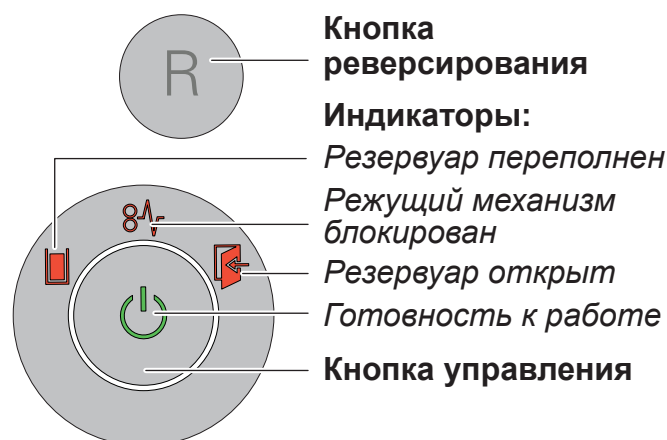 R
Кнопка
реверсирования
Индикаторы:
Резервуар переполнен
Режущий механизм
блокирован
Резервуар открыт
Готовность к работе
Кнопка управления